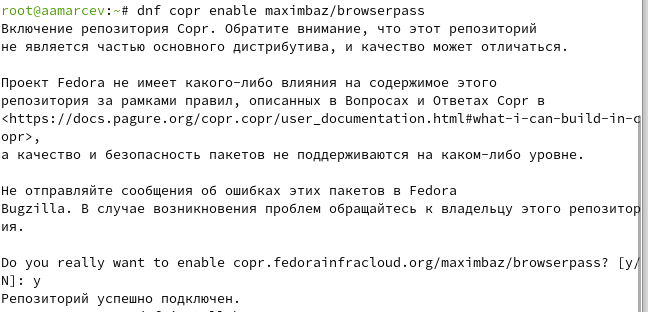 root@aamarcev:~# dnf copr enable maximbaz/browserpass
Включение репозитория Copr. Обратите внимание, что этот репозиторий
не является частью основного дистрибутива, и качество может отличаться.
Проект Fedora не имеет какого-либо влияния на содержимое этого
репозитория за рамками правил, описанных в Вопросах и Ответах Copr в
<https://docs.pagure.org/copr.copr/user_documentation.html#what-i-can-build-in-c
opr>,
а качество и безопасность пакетов не поддерживаются на каком-либо уровне.
Не отправляйте сообщения об ошибках этих пакетов в Fedora
Bugzilla. В случае возникновения проблем обращайтесь к владельцу этого репозитор
ия.
Do you really want to enable copr.fedorainfracloud.org/maximbaz/browserpass? [y/
N]: y
Репозиторий успешно подключен.